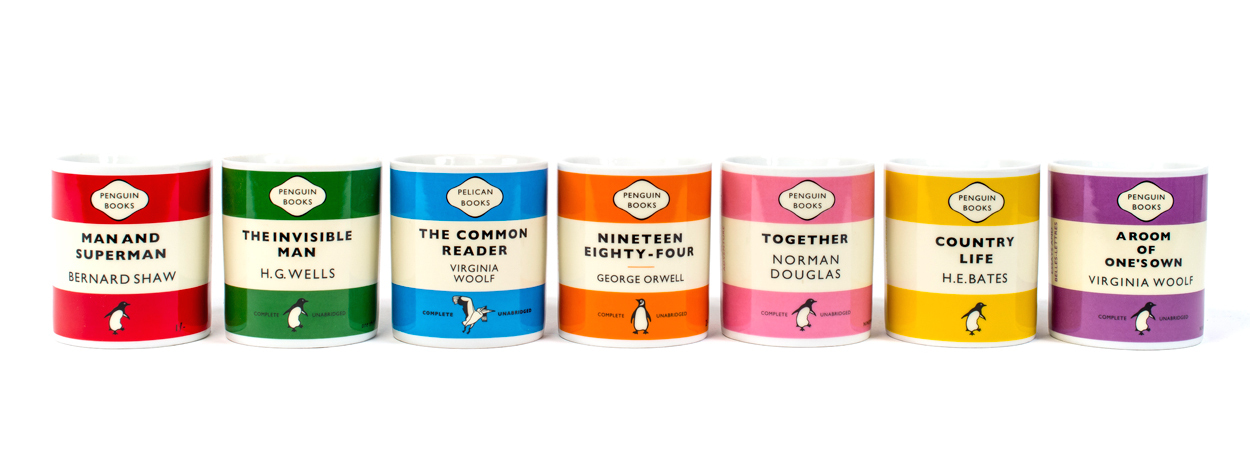 PENGUIN
BOOKS
MAN AND
SUPERMAN
BERNARD SHAW
PENGUIN
BOOKS
THE INVISIBLE
MAN
H.G. WELLS
COMPLETE UNABRIDGED
PELICAN
BOOKS
THE COMMON
READER
VIRGINIA
WOOLF
COMPLETE UNABRIDGED
PENGUIN
BOOKS
NINETEEN
EIGHTY-FOUR
GEORGE ORWELL
COMPLETE UNABRIDGED
PENGUIN
BOOKS
TOGETHER
NORMAN
DOUGLAS
COMPLETE UNABRIDGED
PENGUIN
BOOKS
COUNTRY
LIFE
H.E. BATES
PENGUIN
BOOKS
A ROOM
OF
ONE'S OWN
VIRGINIA WOOLF
COMPLETE UNABRIDGED